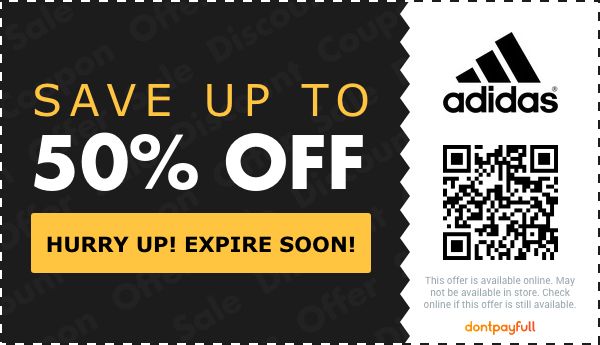 SAVE UP TO
50% OFF
HURRY UP! EXPIRE SOON!
adidas®
This offer is available online. May
not be available in store. Check
online if this offer is still available.
dontpayfull